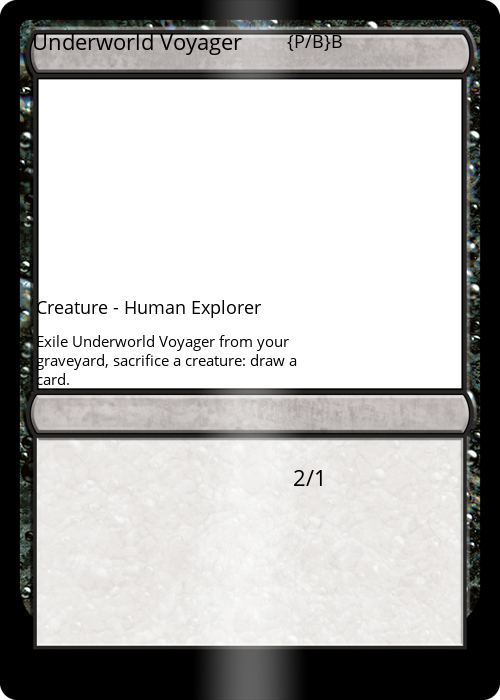 Underworld Voyager {P/B}B
Creature - Human Explorer
Exile Underworld Voyager from your
graveyard, sacrifice a creature: draw a
card.
2/1